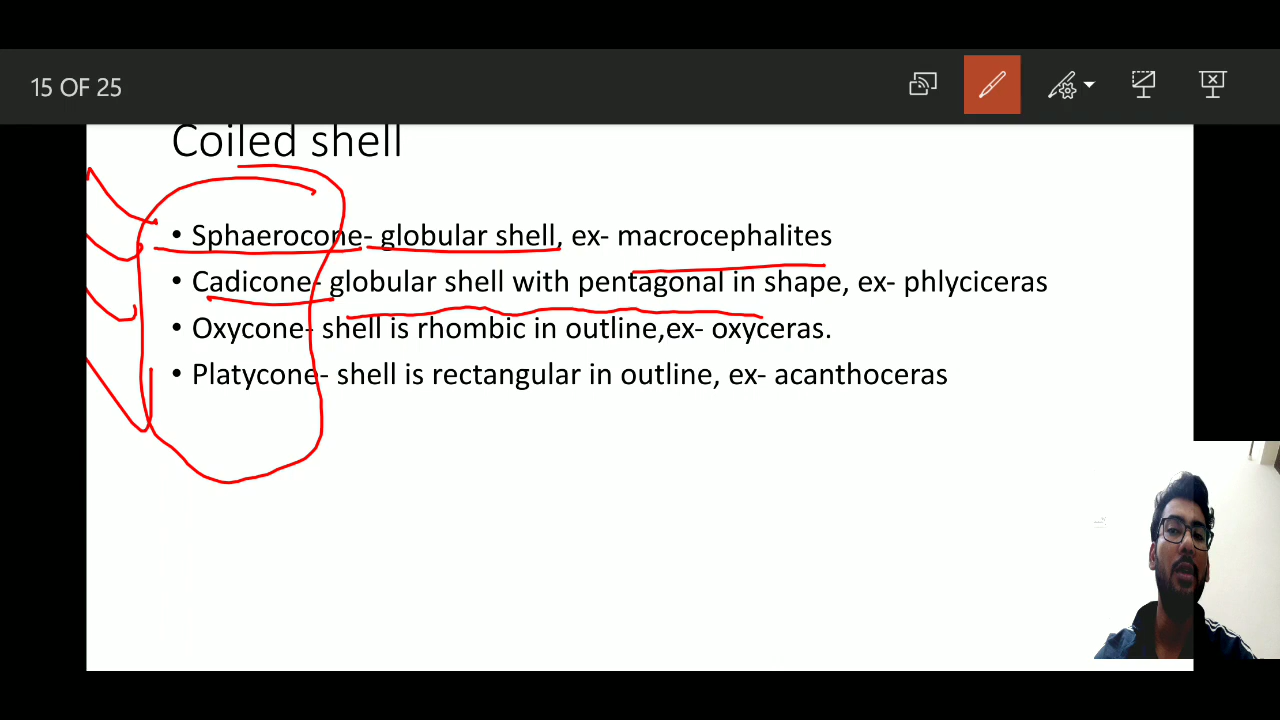 15 OF 25
Coiled shell
• Sphaerocone- globular shell, ex- macrocephalites
• Cadicone- globular shell with pentagonal in shape, ex- phlyciceras
• Oxycone- shell is rhombic in outline,ex- oxyceras.
• Platycone- shell is rectangular in outline, ex- acanthoceras